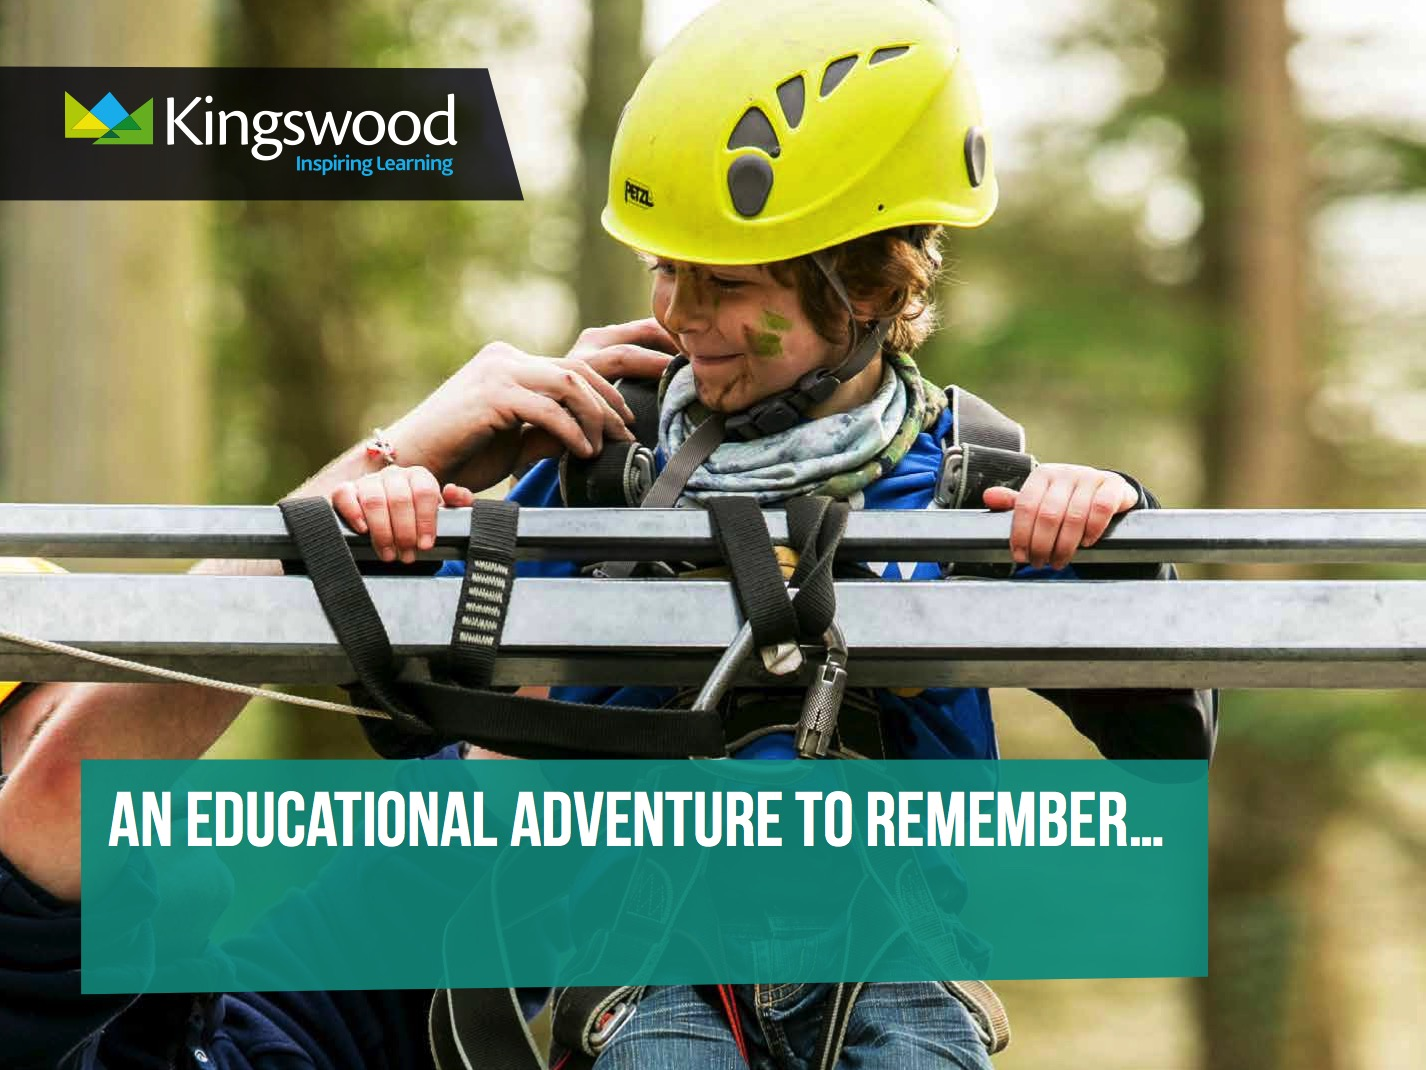 Kingswood
Inspiring Learning
PETZL
AN EDUCATIONAL ADVENTURE TO REMEMBER...